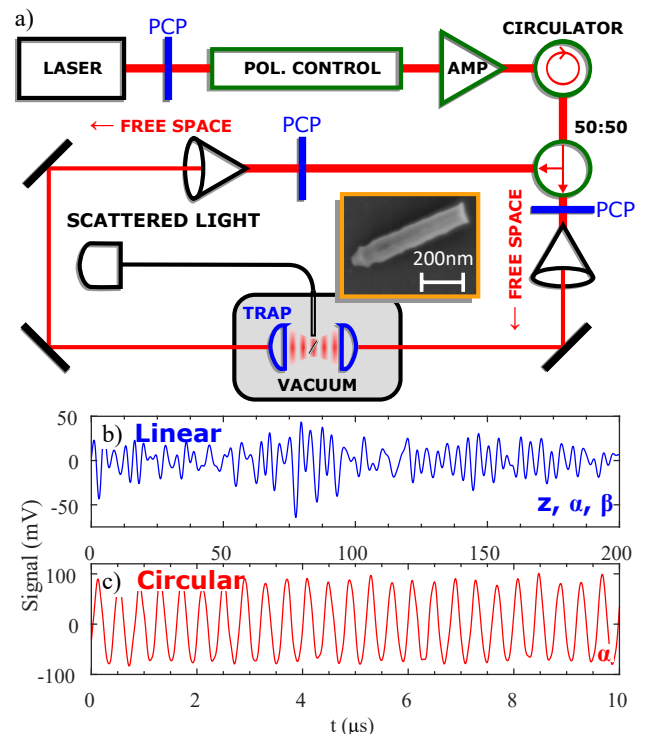 a)
PCP
CIRCULATOR
LASER
POL. CONTROL
AMP
← FREE SPACE
PCP
50:50
SCATTERED LIGHT
200nm
← FREE SPACE
PCP
TRAP
VACUUM
b) Linear
50
0
-50
z, α, β
0 50 100 150 200
Signal (mV)
c) Circular
100
0
-100
α
0 2 4 6 8 10
t (µs)